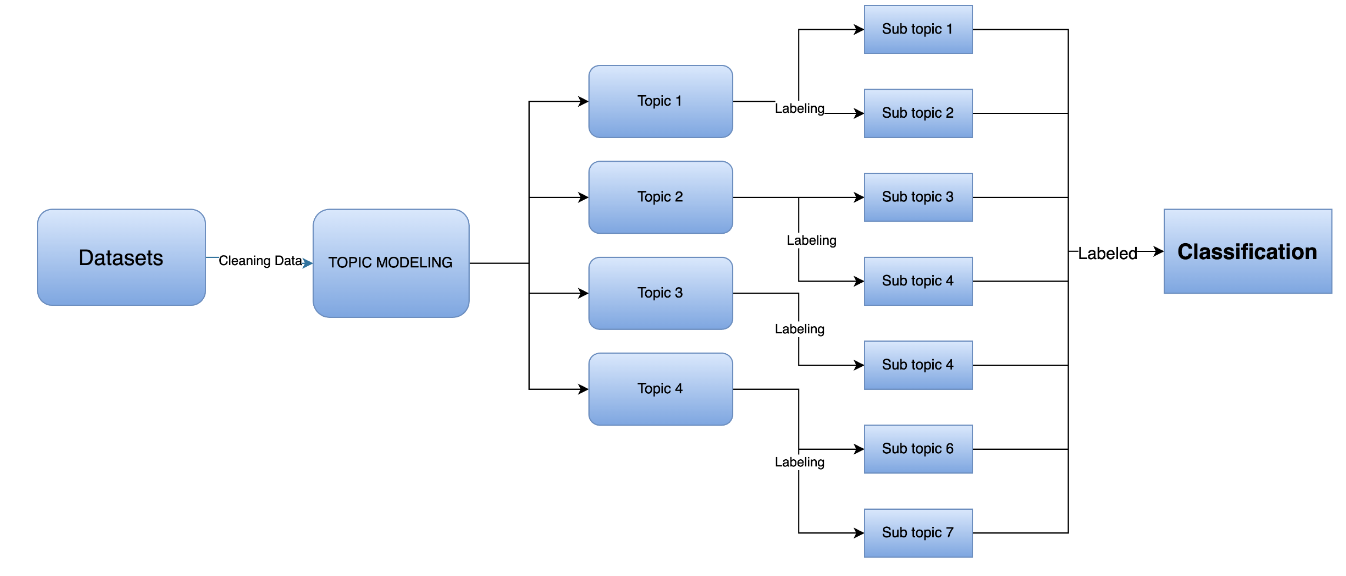 Datasets
Cleaning Data
TOPIC MODELING
Topic 1
Topic 2
Topic 3
Topic 4
Labeling
Labeling
Labeling
Labeling
Sub topic 1
Sub topic 2
Sub topic 3
Sub topic 4
Sub topic 4
Sub topic 6
Sub topic 7
Labeled
Classification